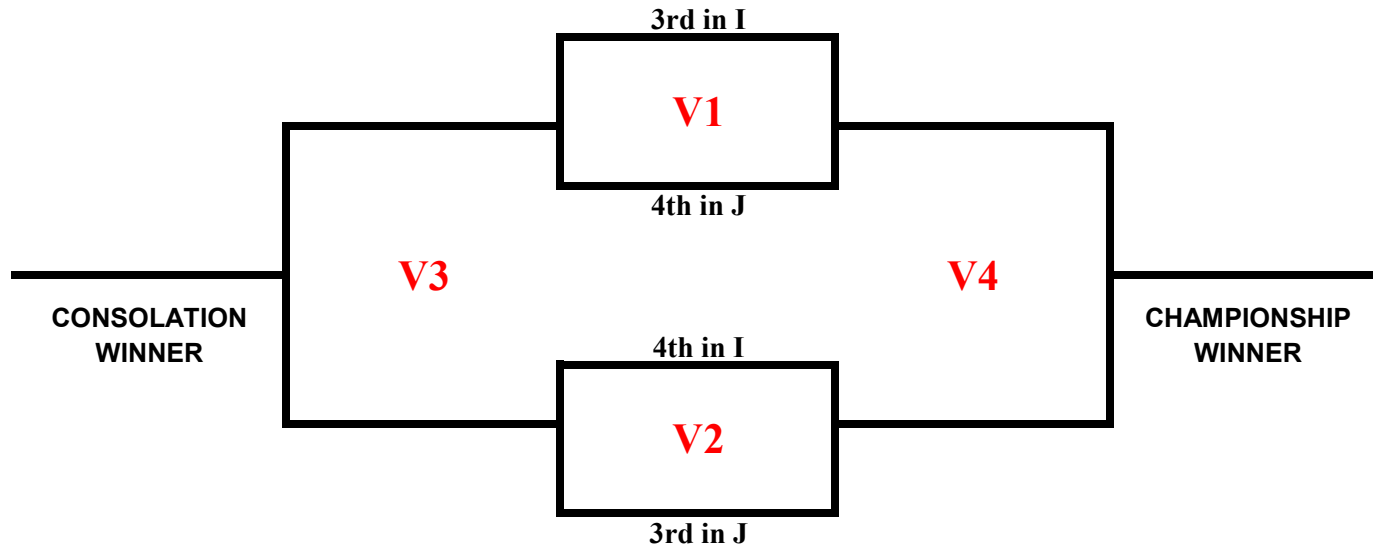 3rd in I
V1
4th in J
V3
V4
CONSOLATION
WINNER
CHAMPIONSHIP
WINNER
4th in I
V2
3rd in J